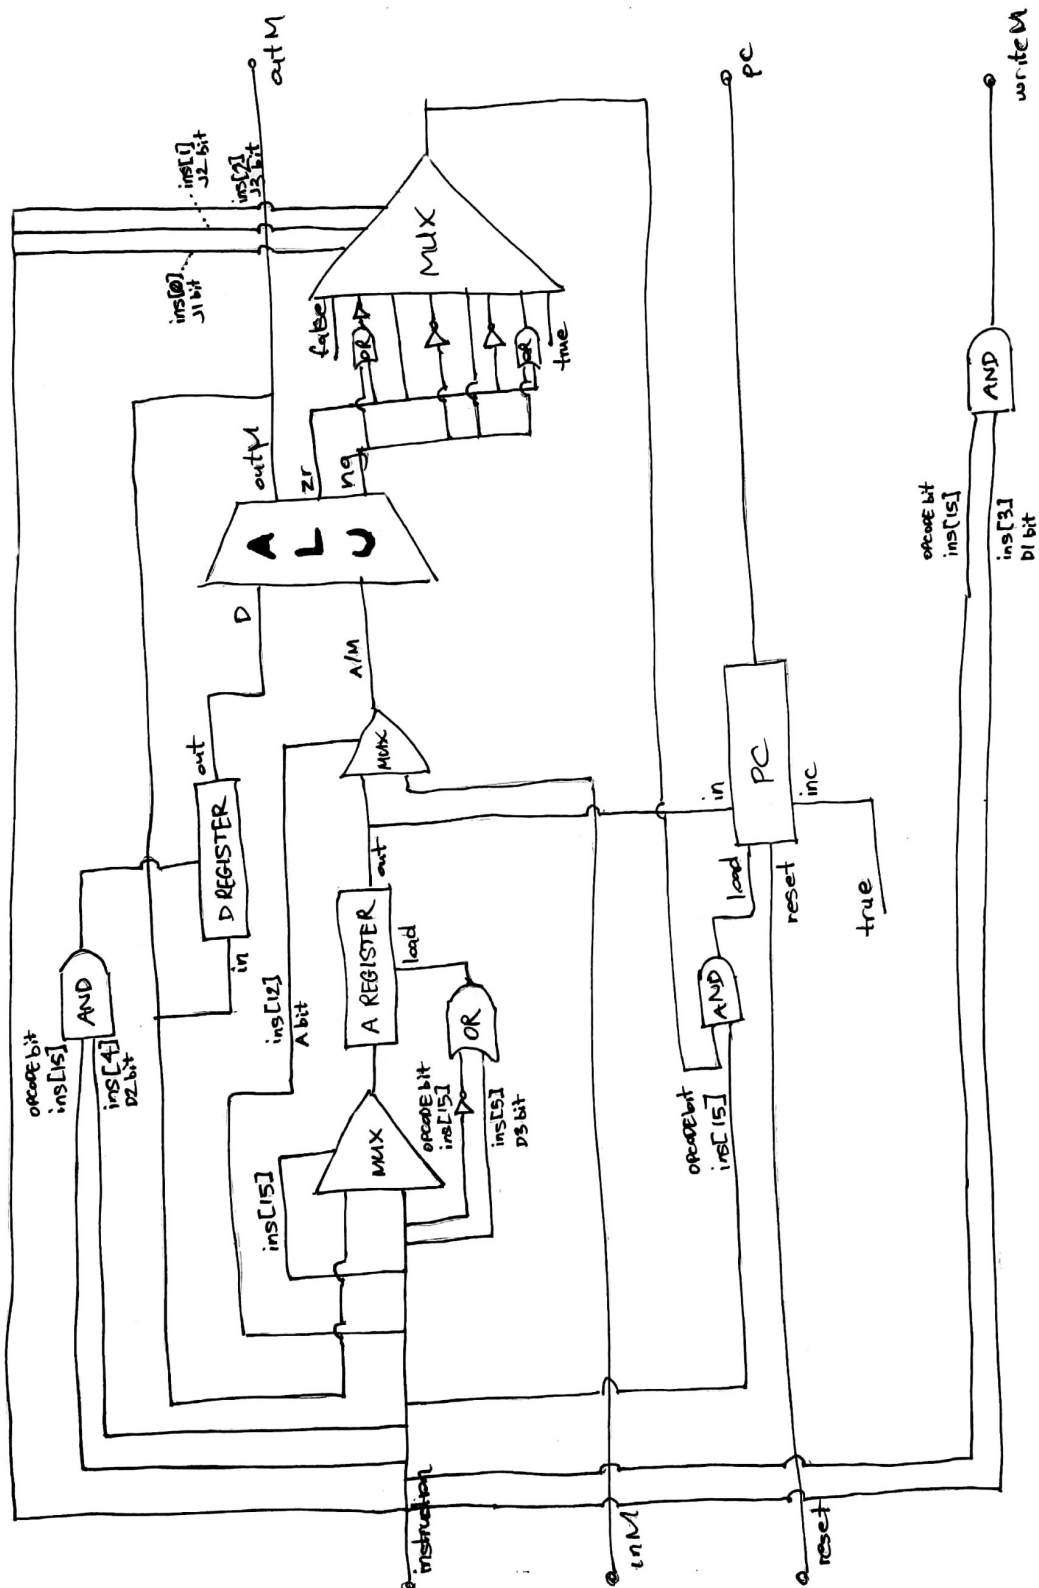 outM
pc
writeM
ins[1]
J2 bit
ins[2]
J3 bit
ins[0]
J1 bit
MUX
false
OR
OR
true
outM
zr
ng
ALU
D
A/M
out
D REGISTER
in
AND
OPCODE bit
ins[15]
ins[4]
D2 bit
MUX
ins[12]
A bit
out
A REGISTER
load
OR
OPCODE bit
ins[15]
ins[5]
D3 bit
MUX
ins[15]
in
PC
inc
load
reset
true
AND
OPCODE bit
ins[15]
AND
OPCODE bit
ins[15]
ins[3]
D1 bit
instruction
inM
reset